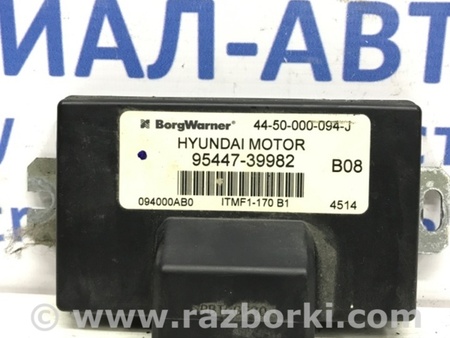 ИАЛ-АВТО
BorgWarner® 44-50-000-094-J
HYUNDAI MOTOR
95447-39982 B08
094000AB0 ITMF1-170 B1 4514
www.razborki.com